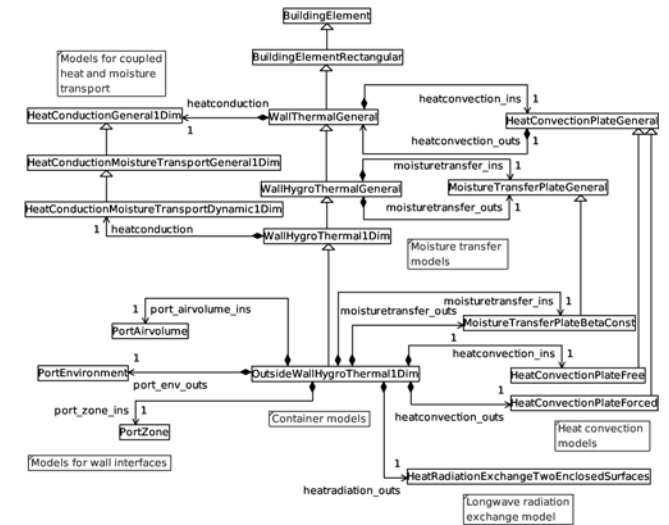 BuildingElement
Models for coupled
heat and moisture
transport
BuildingElementRectangular
heatconduction
heatconvection_ins
1
HeatConductionGeneral1Dim
1
WallThermalGeneral
HeatConvectionPlateGeneral
heatconvection_outs
1
HeatConductionMoistureTransportGeneral1Dim
moisturetransfer_ins
1
WallHygroThermalGeneral
MoistureTransferPlateGeneral
HeatConductionMoistureTransportDynamic1Dim
moisturetransfer_outs
1
1
heatconduction
WallHygroThermal1Dim
Moisture transfer
models
1
port_airvolume_ins
moisturetransfer_ins
1
moisturetransfer_outs
PortAirvolume
MoistureTransferPlateBetaConst
1
1
heatconvection_ins
1
PortEnvironment
OutsideWallHygroThermal1Dim
HeatConvectionPlateFree
port_env_outs
port_zone_ins
1
1
HeatConvectionPlateForced
heatconvection_outs
Container models
PortZone
Heat convection
models
Models for wall interfaces
1
HeatRadiationExchangeTwoEnclosedSurfaces
heatradiation_outs
Longwave radiation
exchange model